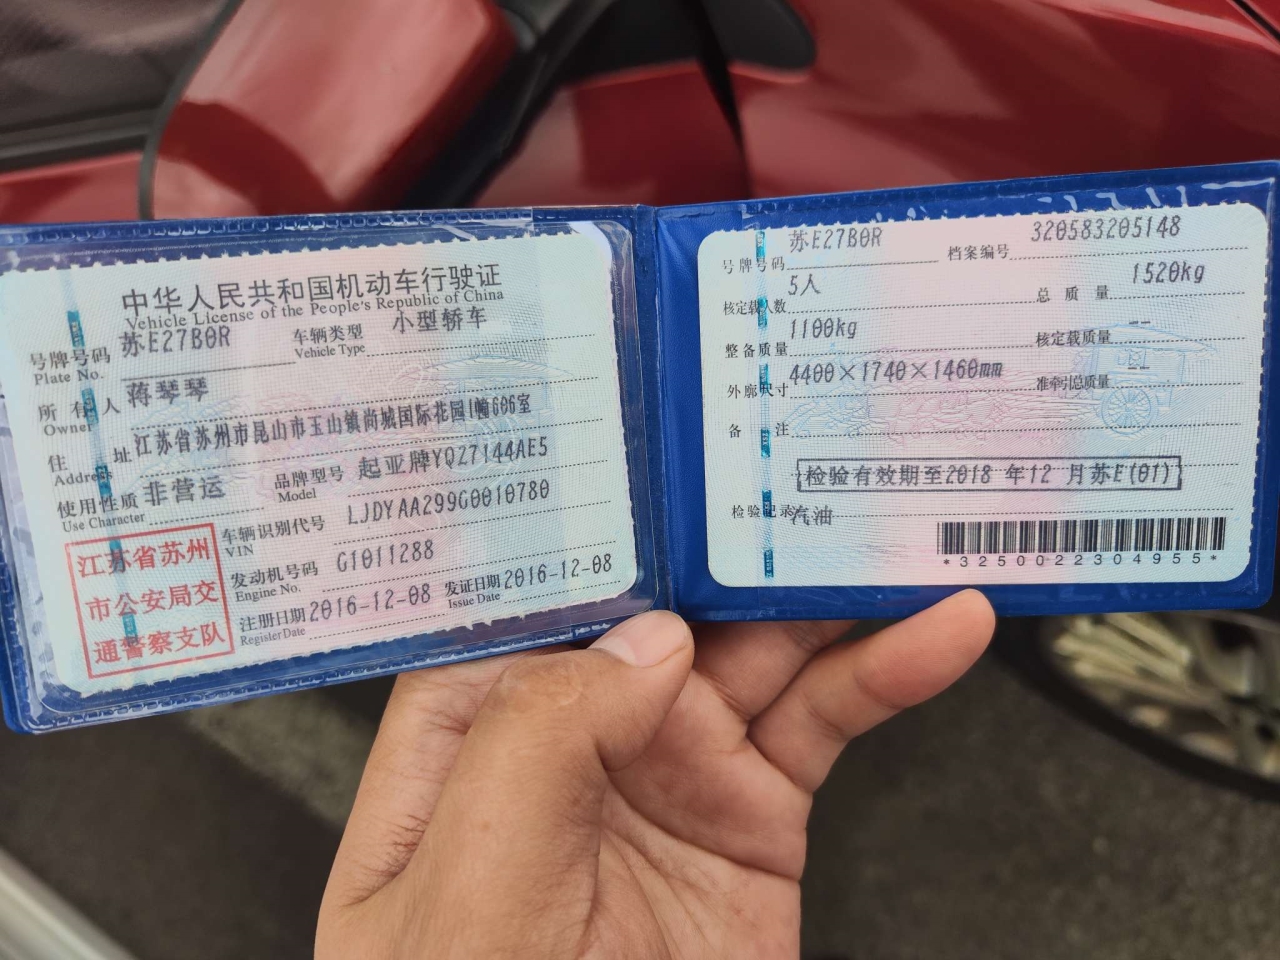 中华人民共和国机动车行驶证
Vehicle License of the People's Republic of China
号牌号码 苏E27B0R 车辆类型 小型轿车
Plate No. Vehicle Type
所有人 蒋琴琴
Owner
住址 江苏省苏州市昆山市玉山镇尚城国际花园1幢606室
Address
使用性质 非营运 品牌型号 起亚牌YQZ7144AE5
Use Character Model
车辆识别代号 LJDYAA299G0010780
VIN
发动机号码 G1011288
Engine No.
注册日期 2016-12-08 发证日期 2016-12-08
Register Date Issue Date
江苏省苏州
市公安局交
通警察支队
号牌号码 苏E27B0R 档案编号 320583205148
核定载人数 5人 总质量 1520kg
整备质量 1100kg 核定载质量 --
外廓尺寸 4400×1740×1460mm 准牵引总质量 --
备注
检验有效期至2018 年12 月苏E(01)
检验记录 汽油
*3250022304955*